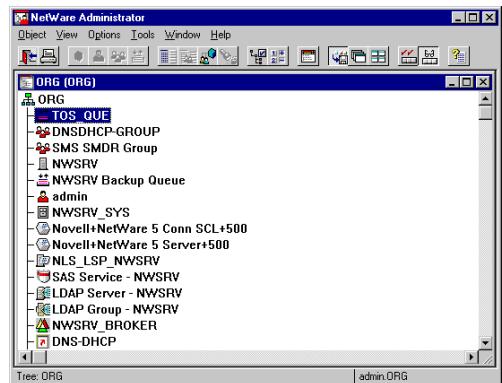 NetWare Administrator
Object View Options Tools Window Help
ORG (ORG)
ORG
TOS_QUE
DNSDHCP-GROUP
SMS SMDR Group
NWSRV
NWSRV Backup Queue
admin
NWSRV_SYS
Novell+NetWare 5 Conn SCL+500
Novell+NetWare 5 Server+500
NLS_LSP_NWSRV
SAS Service - NWSRV
LDAP Server - NWSRV
LDAP Group - NWSRV
NWSRV_BROKER
DNS-DHCP
Tree: ORG admin.ORG